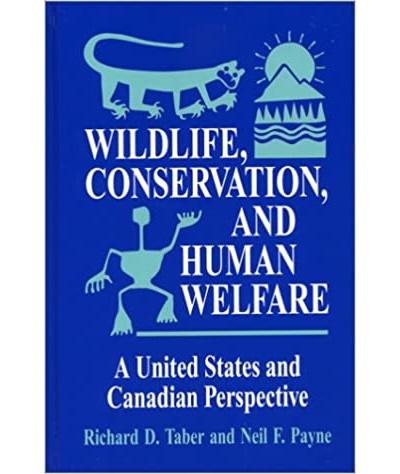 WILDLIFE,
CONSERVATION,
AND
HUMAN
WELFARE
A United States and
Canadian Perspective
Richard D. Taber and Neil F. Payne